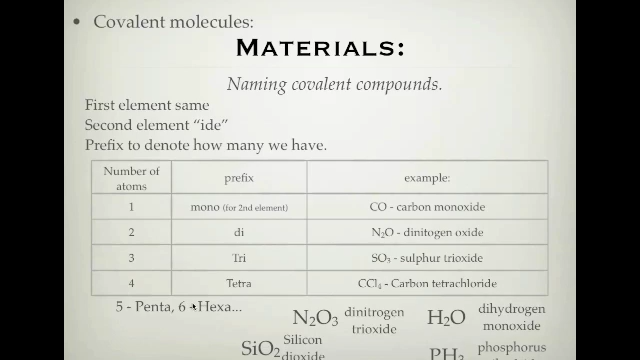 • Covalent molecules:
MATERIALS:
Naming covalent compounds.
First element same
Second element “ide”
Prefix to denote how many we have.
Number of atoms prefix example:
1 mono (for 2nd element) CO - carbon monoxide
2 di N₂O - dinitogen oxide
3 Tri SO₃ - sulphur trioxide
4 Tetra CCl₄ - Carbon tetrachloride
5 - Penta, 6 - Hexa...
N₂O₃ dinitrogen trioxide H₂O dihydrogen monoxide
SiO₂ Silicon dioxide PH₃ phosphorus